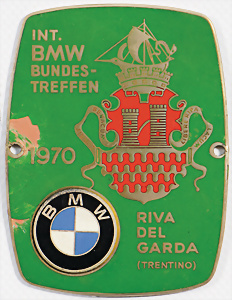 INT.
BMW
BUNDES-
TREFFEN
1970
BMW
RIVA
DEL
GARDA
(TRENTINO)